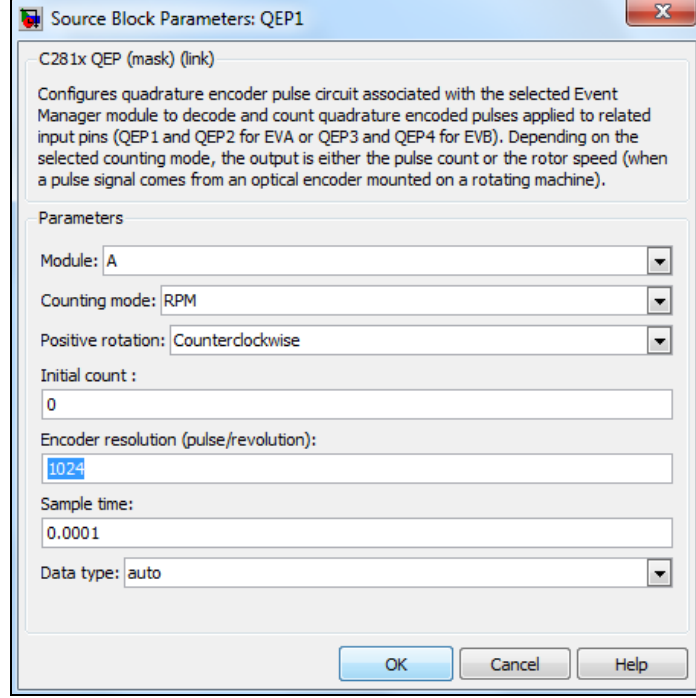 Source Block Parameters: QEP1
X
C281x QEP (mask) (link)
Configures quadrature encoder pulse circuit associated with the selected Event
Manager module to decode and count quadrature encoded pulses applied to related
input pins (QEP1 and QEP2 for EVA or QEP3 and QEP4 for EVB). Depending on the
selected counting mode, the output is either the pulse count or the rotor speed (when
a pulse signal comes from an optical encoder mounted on a rotating machine).
Parameters
Module: A
Counting mode: RPM
Positive rotation: Counterclockwise
Initial count :
0
Encoder resolution (pulse/revolution):
1024
Sample time:
0.0001
Data type: auto
OK Cancel Help